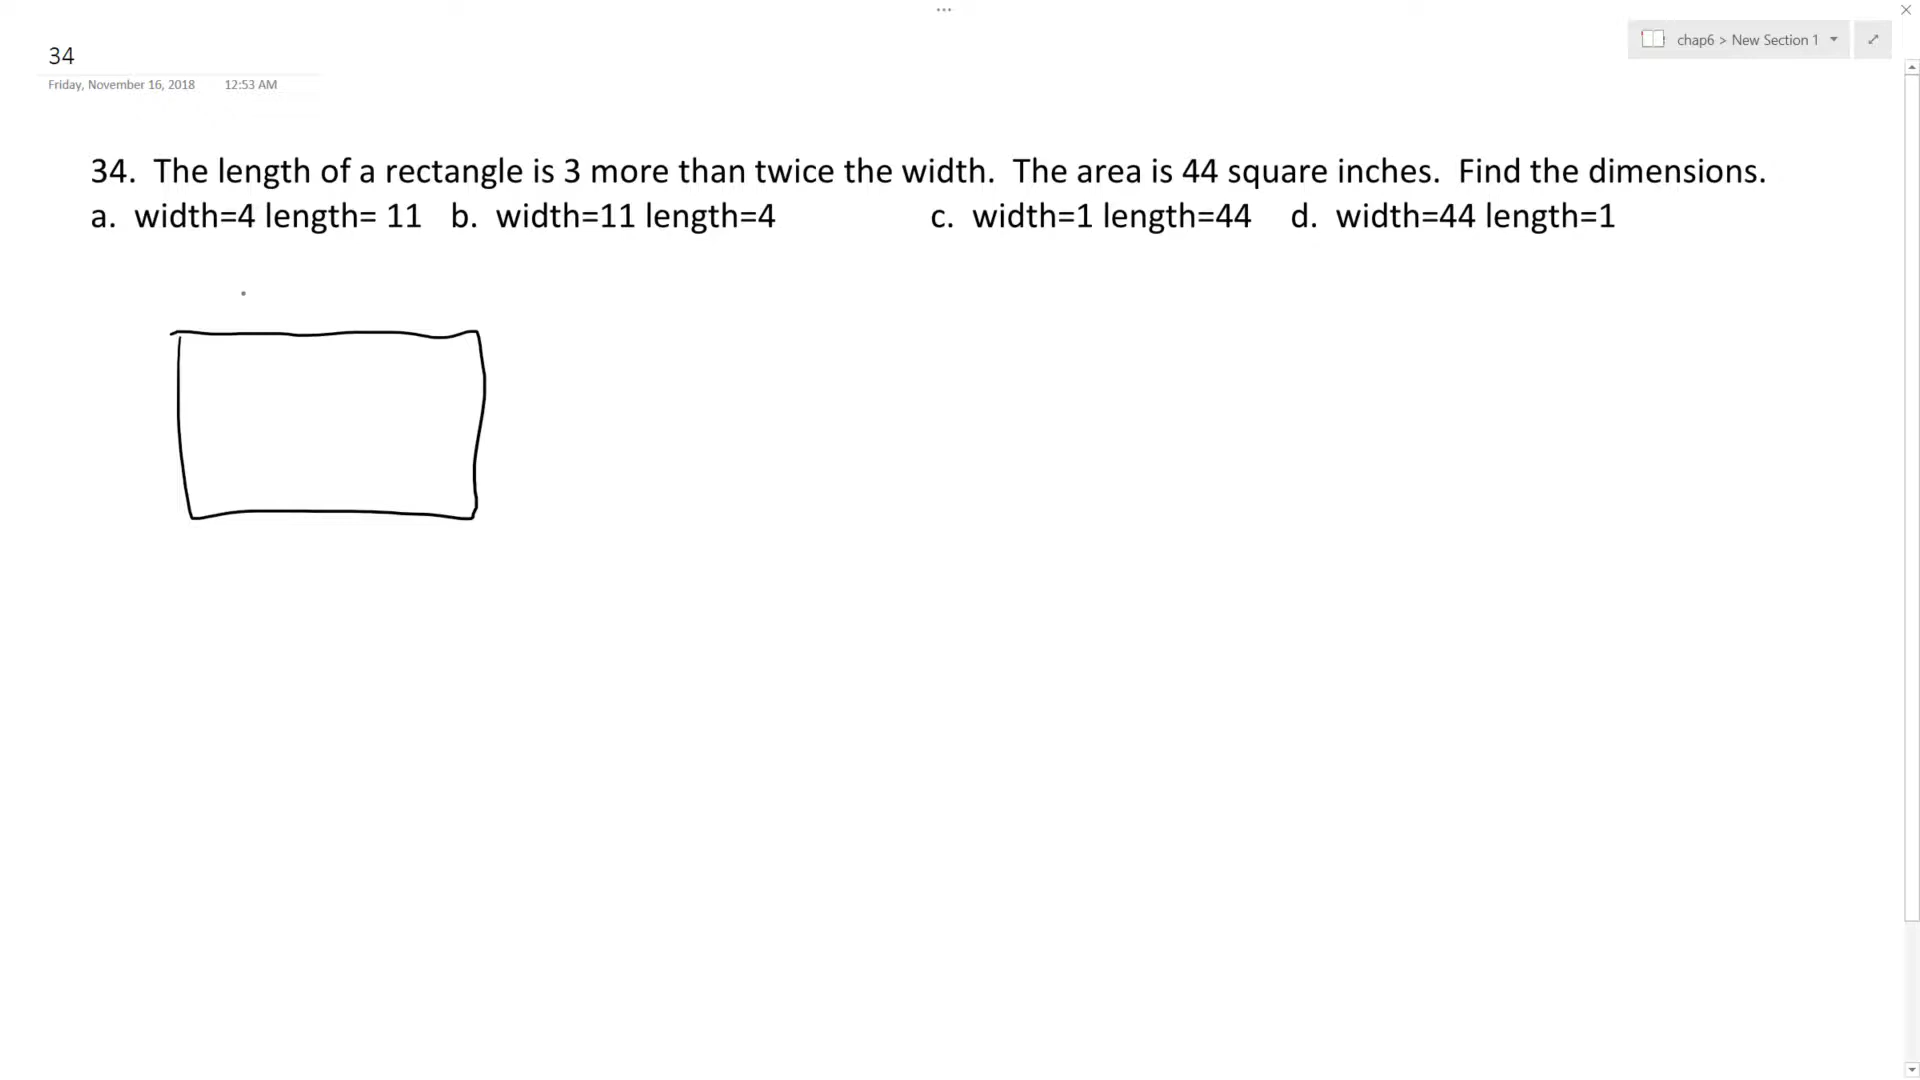 chap6 > New Section 1
34
Friday, November 16, 2018 12:53 AM
34. The length of a rectangle is 3 more than twice the width. The area is 44 square inches. Find the dimensions.
a. width=4 length= 11 b. width=11 length=4 c. width=1 length=44 d. width=44 length=1